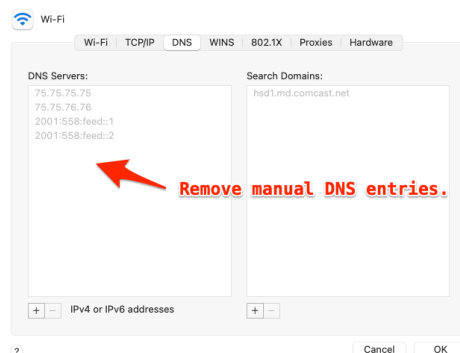 Wi-Fi
Wi-Fi TCP/IP DNS WINS 802.1X Proxies Hardware
DNS Servers:
75.75.75.75
75.75.76.76
2001:558:feed::1
2001:558:feed::2
Search Domains:
hsd1.md.comcast.net
Remove manual DNS entries.
+ − IPv4 or IPv6 addresses
+ −
? Cancel OK